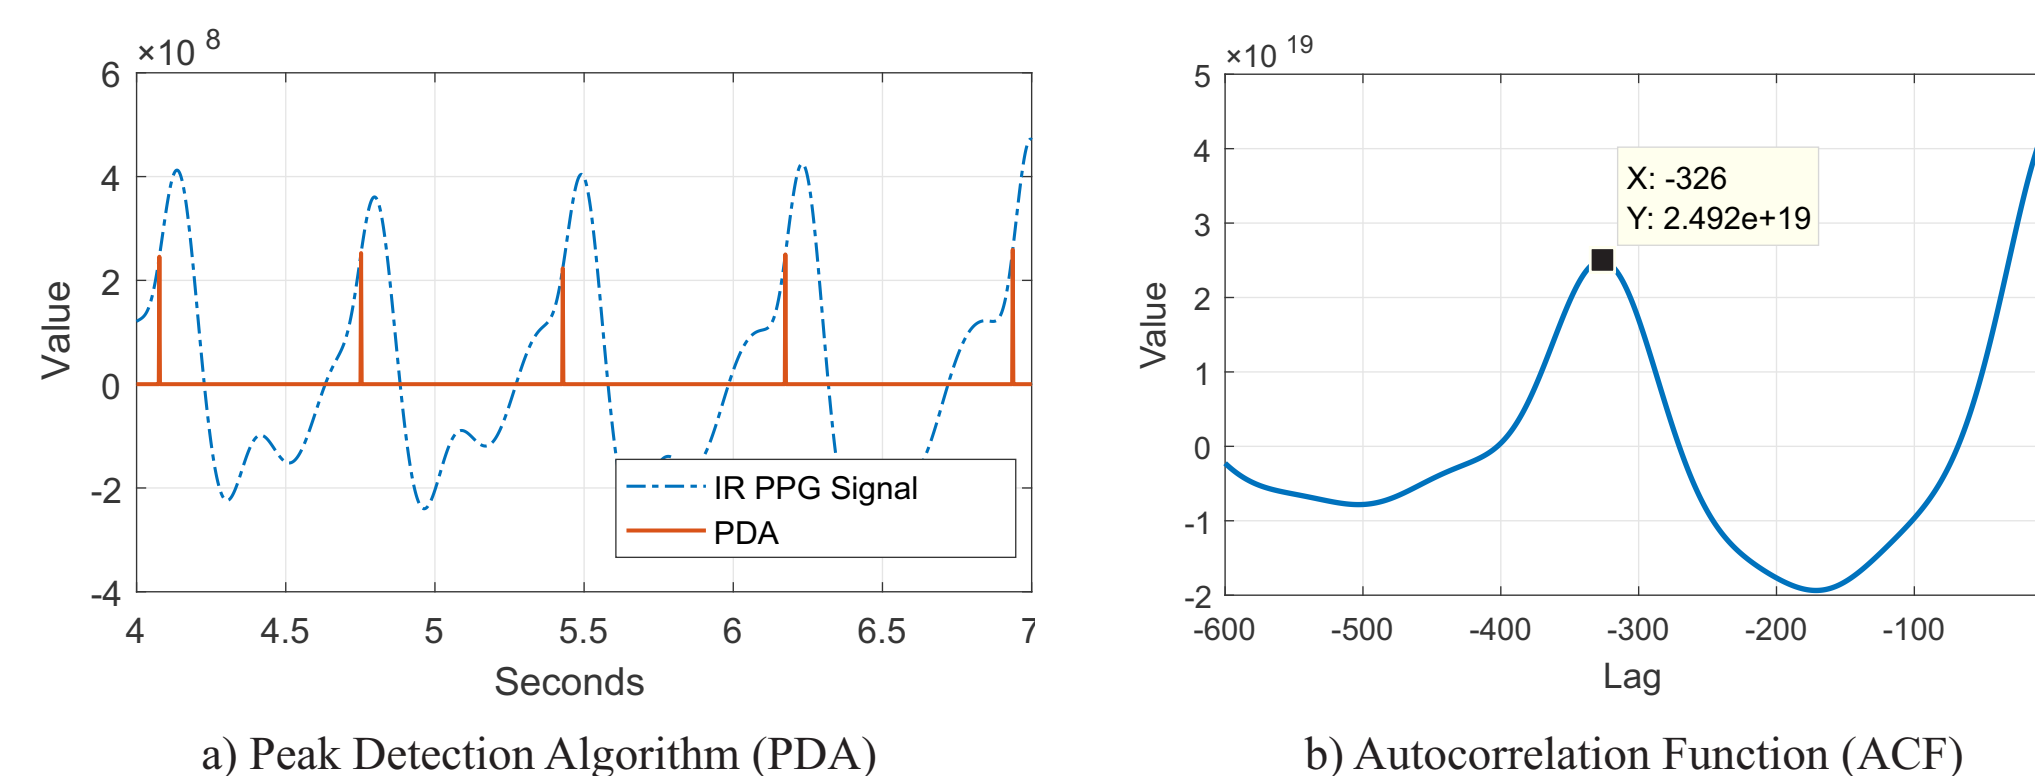 ×10 8
6
4
2
0
-2
-4
Value
4 4.5 5 5.5 6 6.5 7
Seconds
IR PPG Signal
PDA
a) Peak Detection Algorithm (PDA)
×10 19
5
4
3
2
1
0
-1
-2
Value
X: -326
Y: 2.492e+19
-600 -500 -400 -300 -200 -100
Lag
b) Autocorrelation Function (ACF)